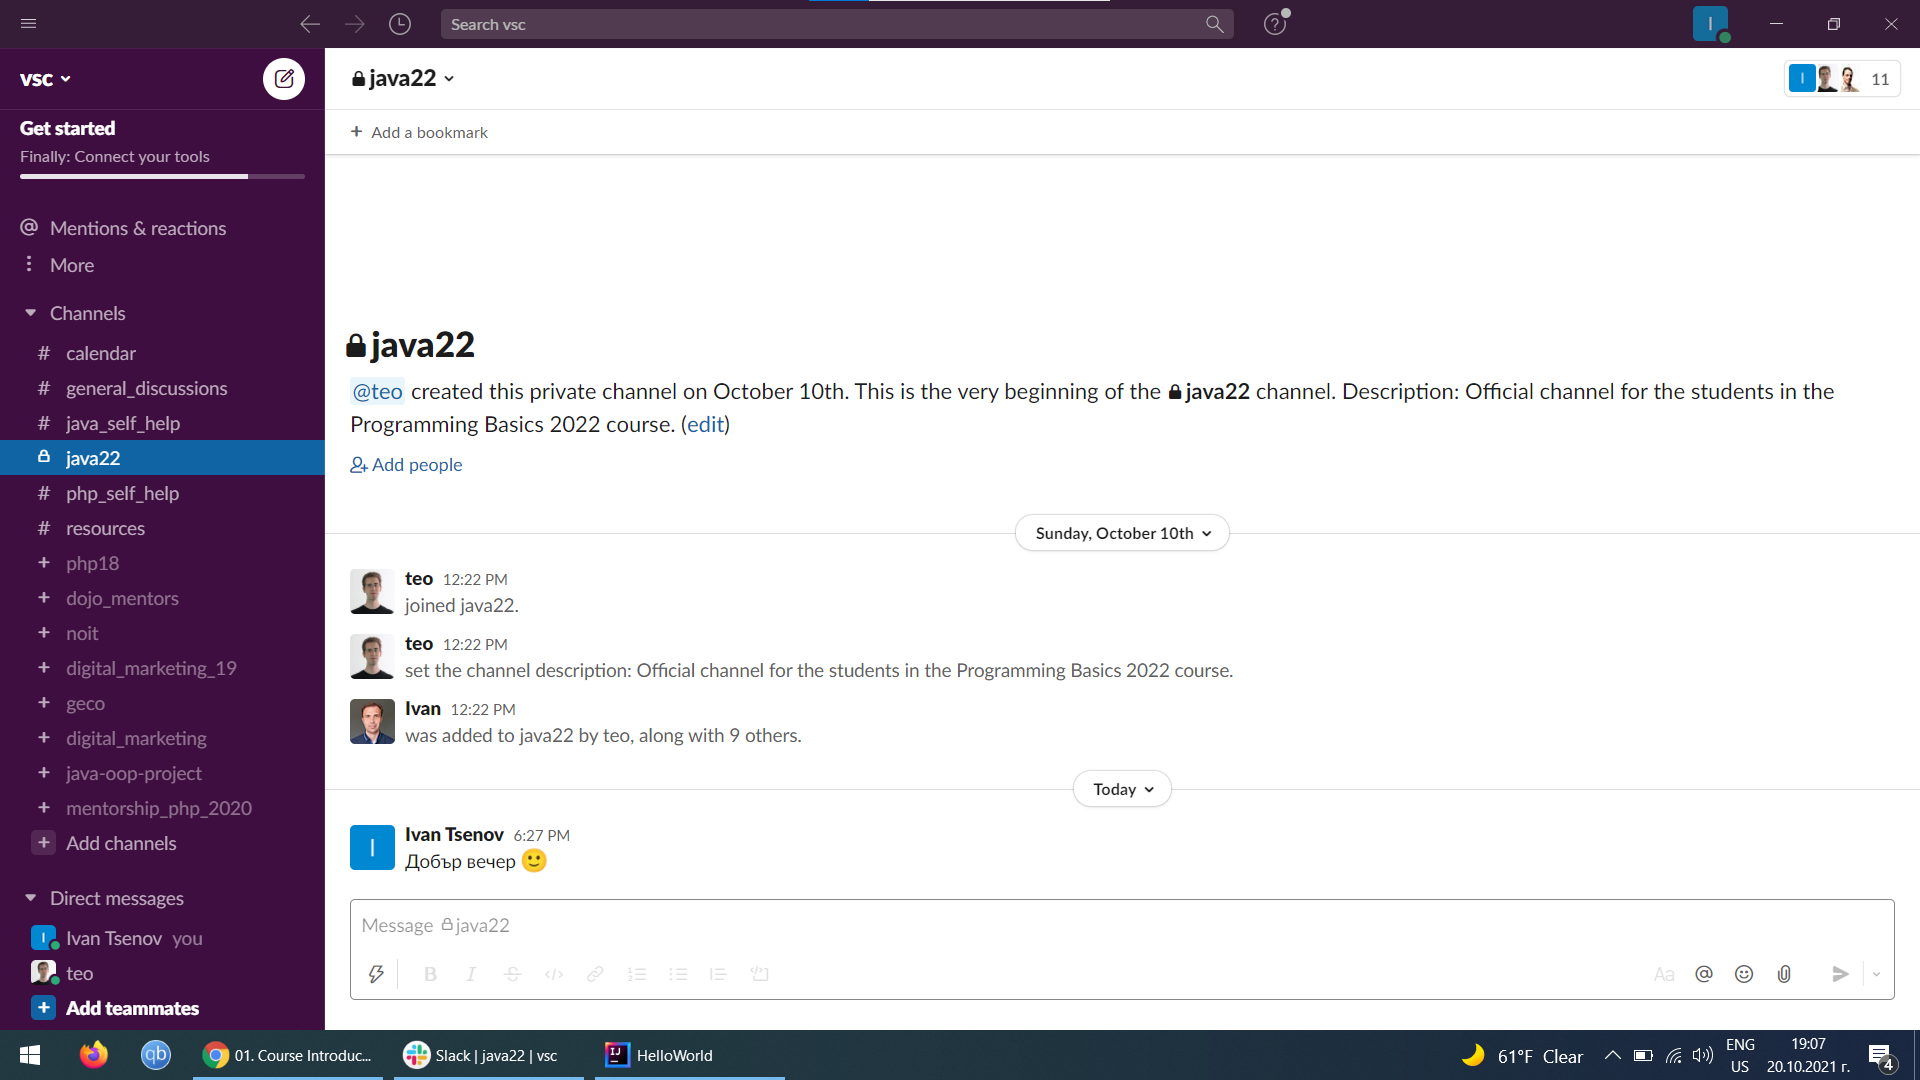 Search vsc
I
vsc
Get started
Finally: Connect your tools
@ Mentions & reactions
More
Channels
# calendar
# general_discussions
# java_self_help
java22
# php_self_help
# resources
+ php18
+ dojo_mentors
+ noit
+ digital_marketing_19
+ geco
+ digital_marketing
+ java-oop-project
+ mentorship_php_2020
+ Add channels
Direct messages
I Ivan Tsenov you
teo
+ Add teammates
java22
I 11
+ Add a bookmark
java22
@teo created this private channel on October 10th. This is the very beginning of the java22 channel. Description: Official channel for the students in the
Programming Basics 2022 course. (edit)
Add people
Sunday, October 10th
teo 12:22 PM
joined java22.
teo 12:22 PM
set the channel description: Official channel for the students in the Programming Basics 2022 course.
Ivan 12:22 PM
was added to java22 by teo, along with 9 others.
Today
I
Ivan Tsenov 6:27 PM
Добър вечер 🙂
Message java22
B I S </> Aa @
qb 01. Course Introduc... Slack | java22 | vsc IJ HelloWorld 61°F Clear
ENG
US
19:07
20.10.2021 г.
4